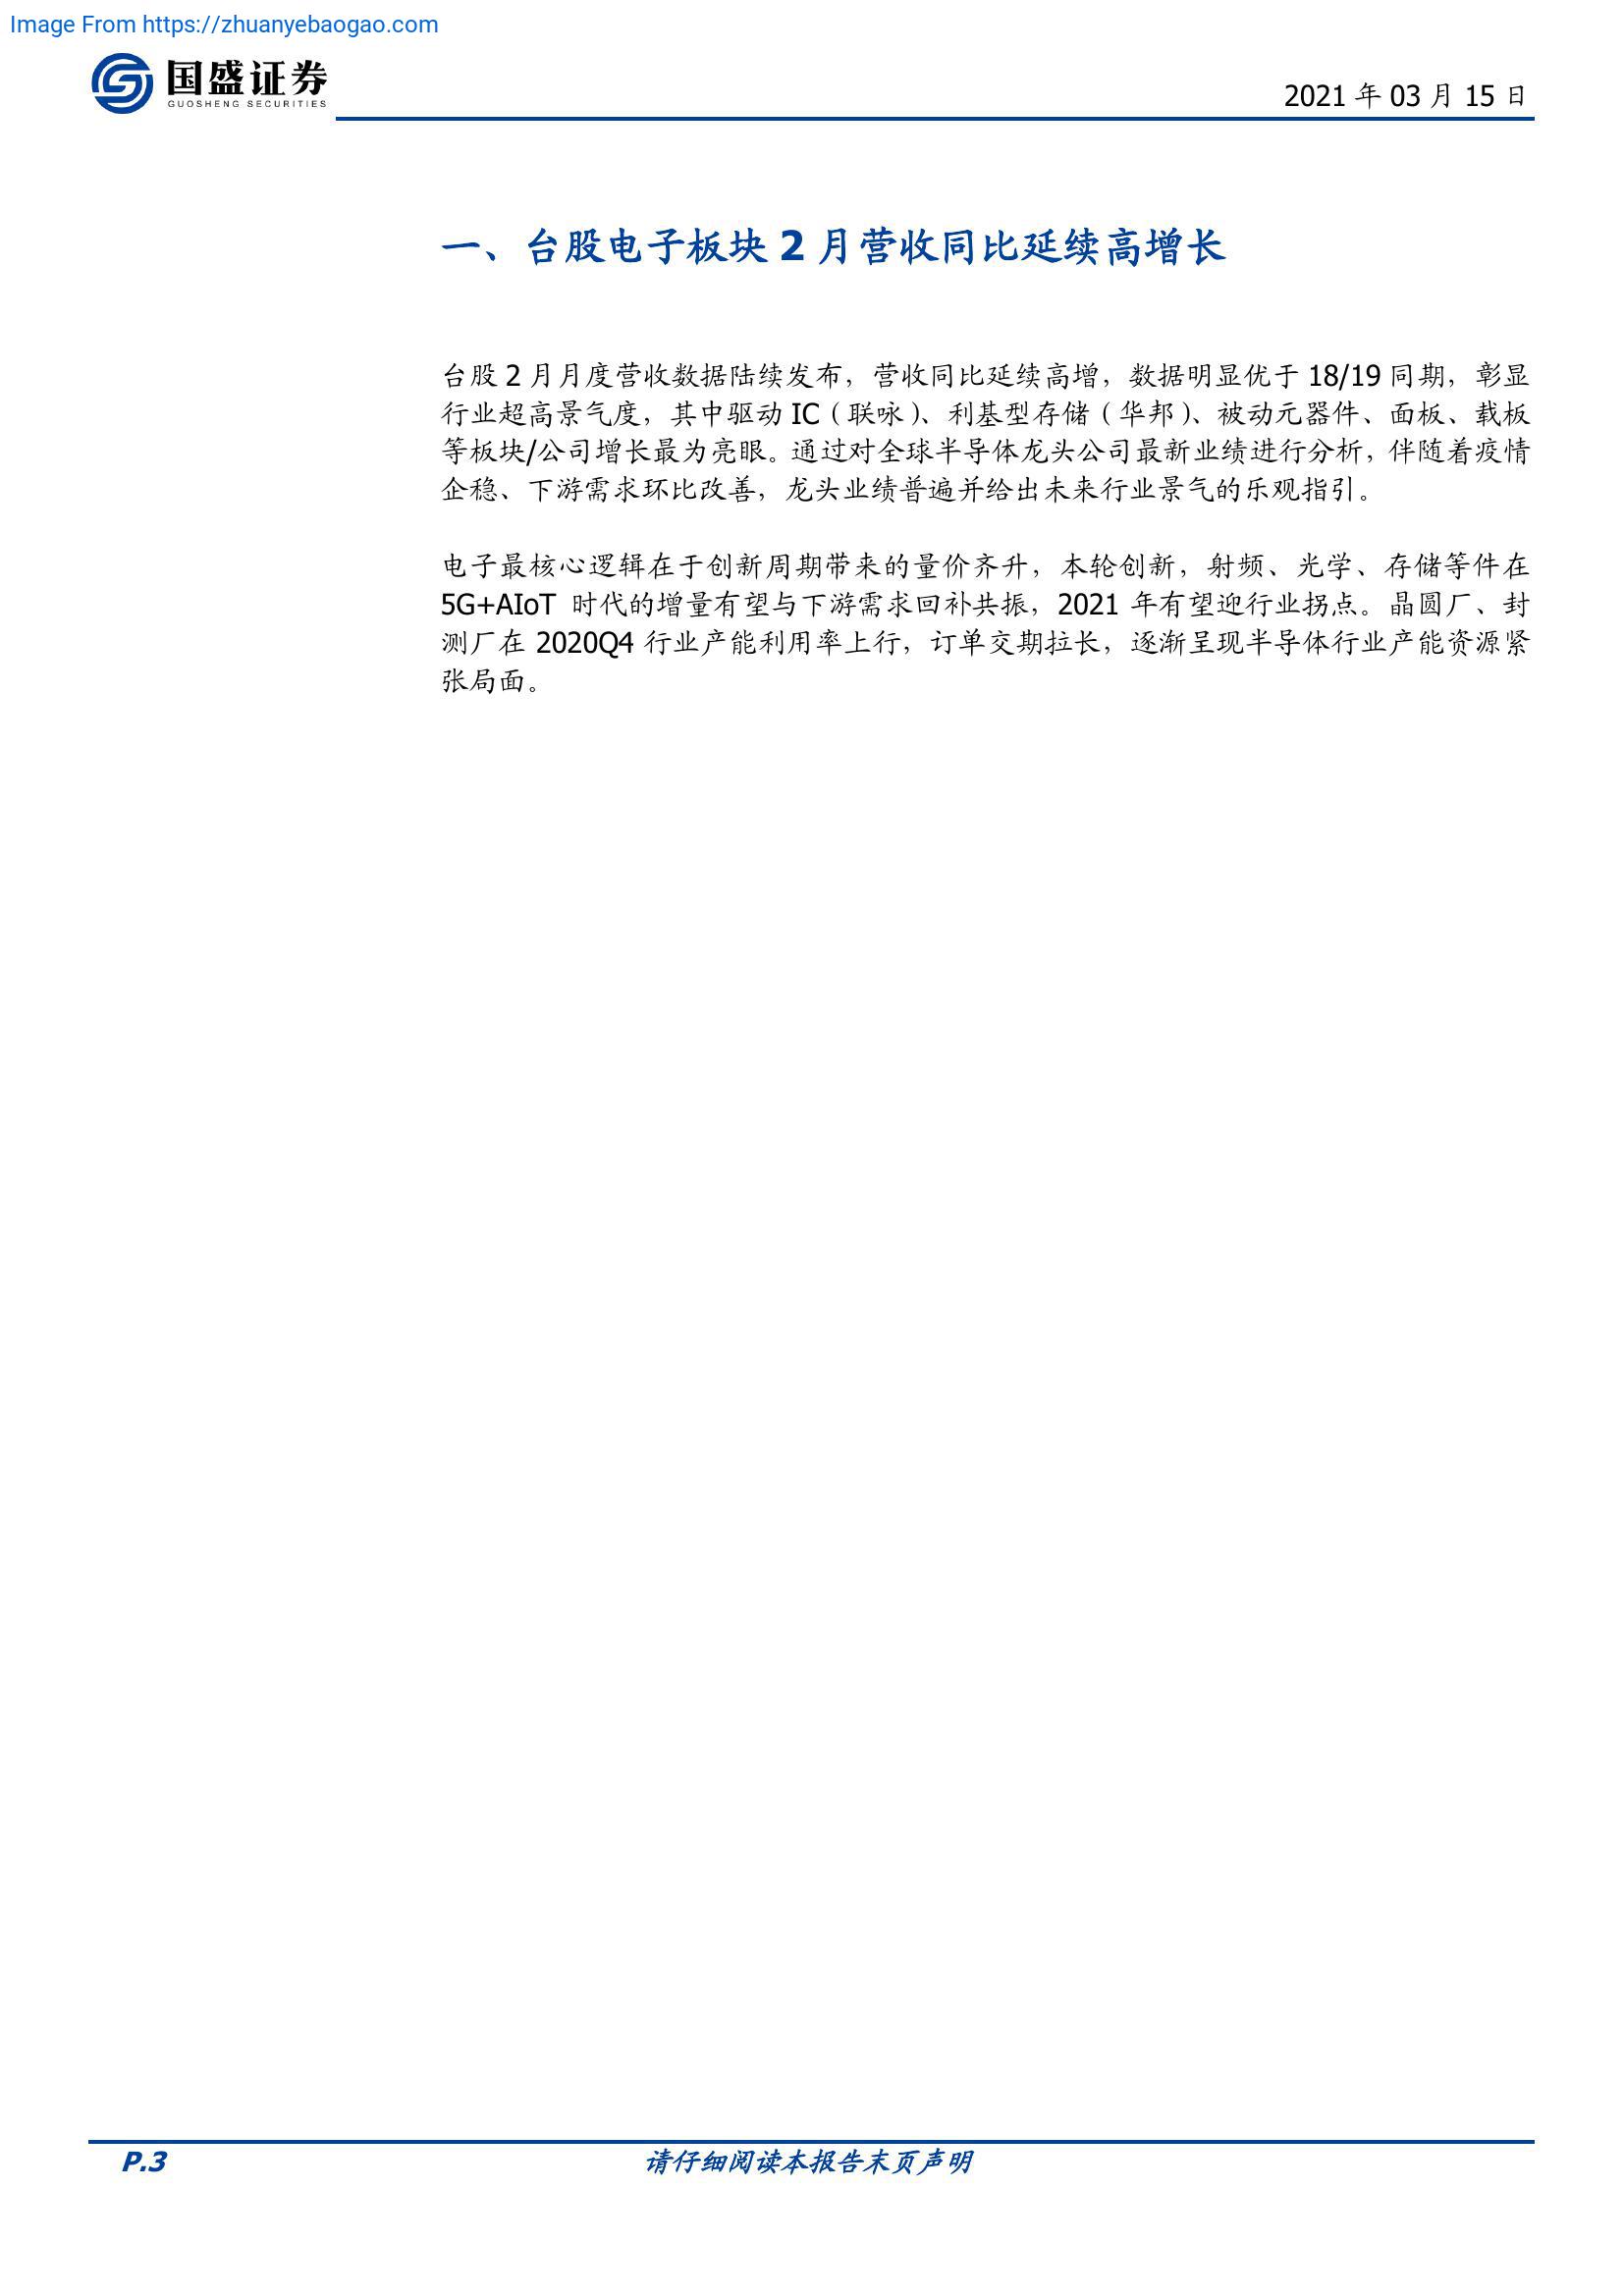 Image From https://zhuanyebaogao.com
国盛证券
GUOSHENG SECURITIES
2021 年 03 月 15 日
一、台股电子板块 2 月营收同比延续高增长
台股 2 月月度营收数据陆续发布，营收同比延续高增，数据明显优于 18/19 同期，彰显
行业超高景气度，其中驱动 IC（联咏）、利基型存储（华邦）、被动元器件、面板、载板
等板块/公司增长最为亮眼。通过对全球半导体龙头公司最新业绩进行分析，伴随着疫情
企稳、下游需求环比改善，龙头业绩普遍并给出未来行业景气的乐观指引。
电子最核心逻辑在于创新周期带来的量价齐升，本轮创新，射频、光学、存储等件在
5G+AIoT 时代的增量有望与下游需求回补共振，2021 年有望迎行业拐点。晶圆厂、封
测厂在 2020Q4 行业产能利用率上行，订单交期拉长，逐渐呈现半导体行业产能资源紧
张局面。
P.3
请仔细阅读本报告末页声明